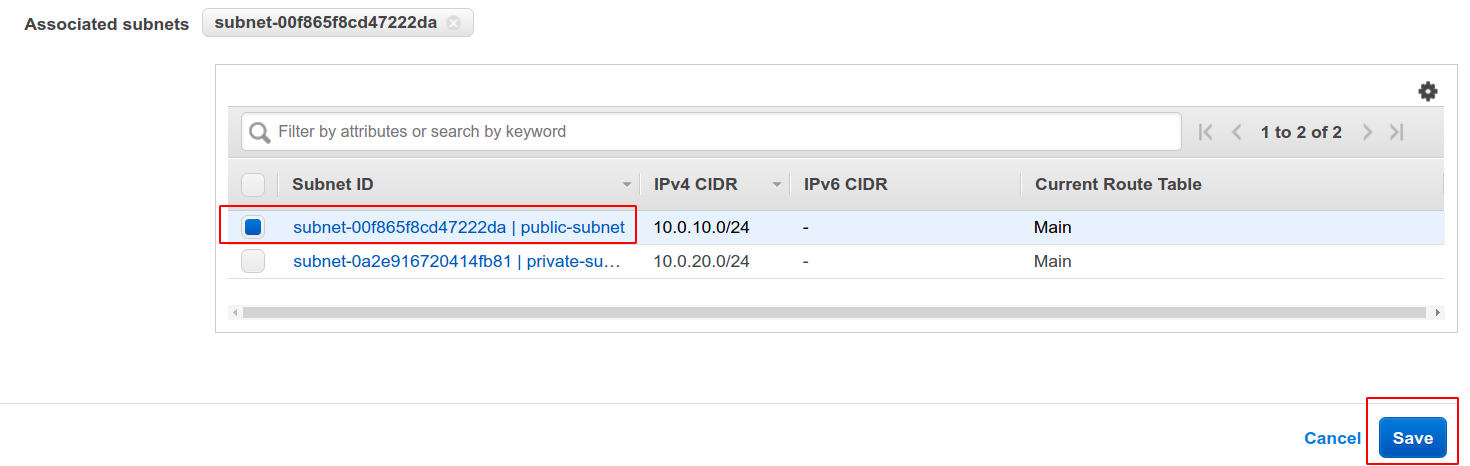 Associated subnets subnet-00f865f8cd47222da
Filter by attributes or search by keyword 1 to 2 of 2
Subnet ID IPv4 CIDR IPv6 CIDR Current Route Table
subnet-00f865f8cd47222da | public-subnet 10.0.10.0/24 - Main
subnet-0a2e916720414fb81 | private-su… 10.0.20.0/24 - Main
Cancel Save